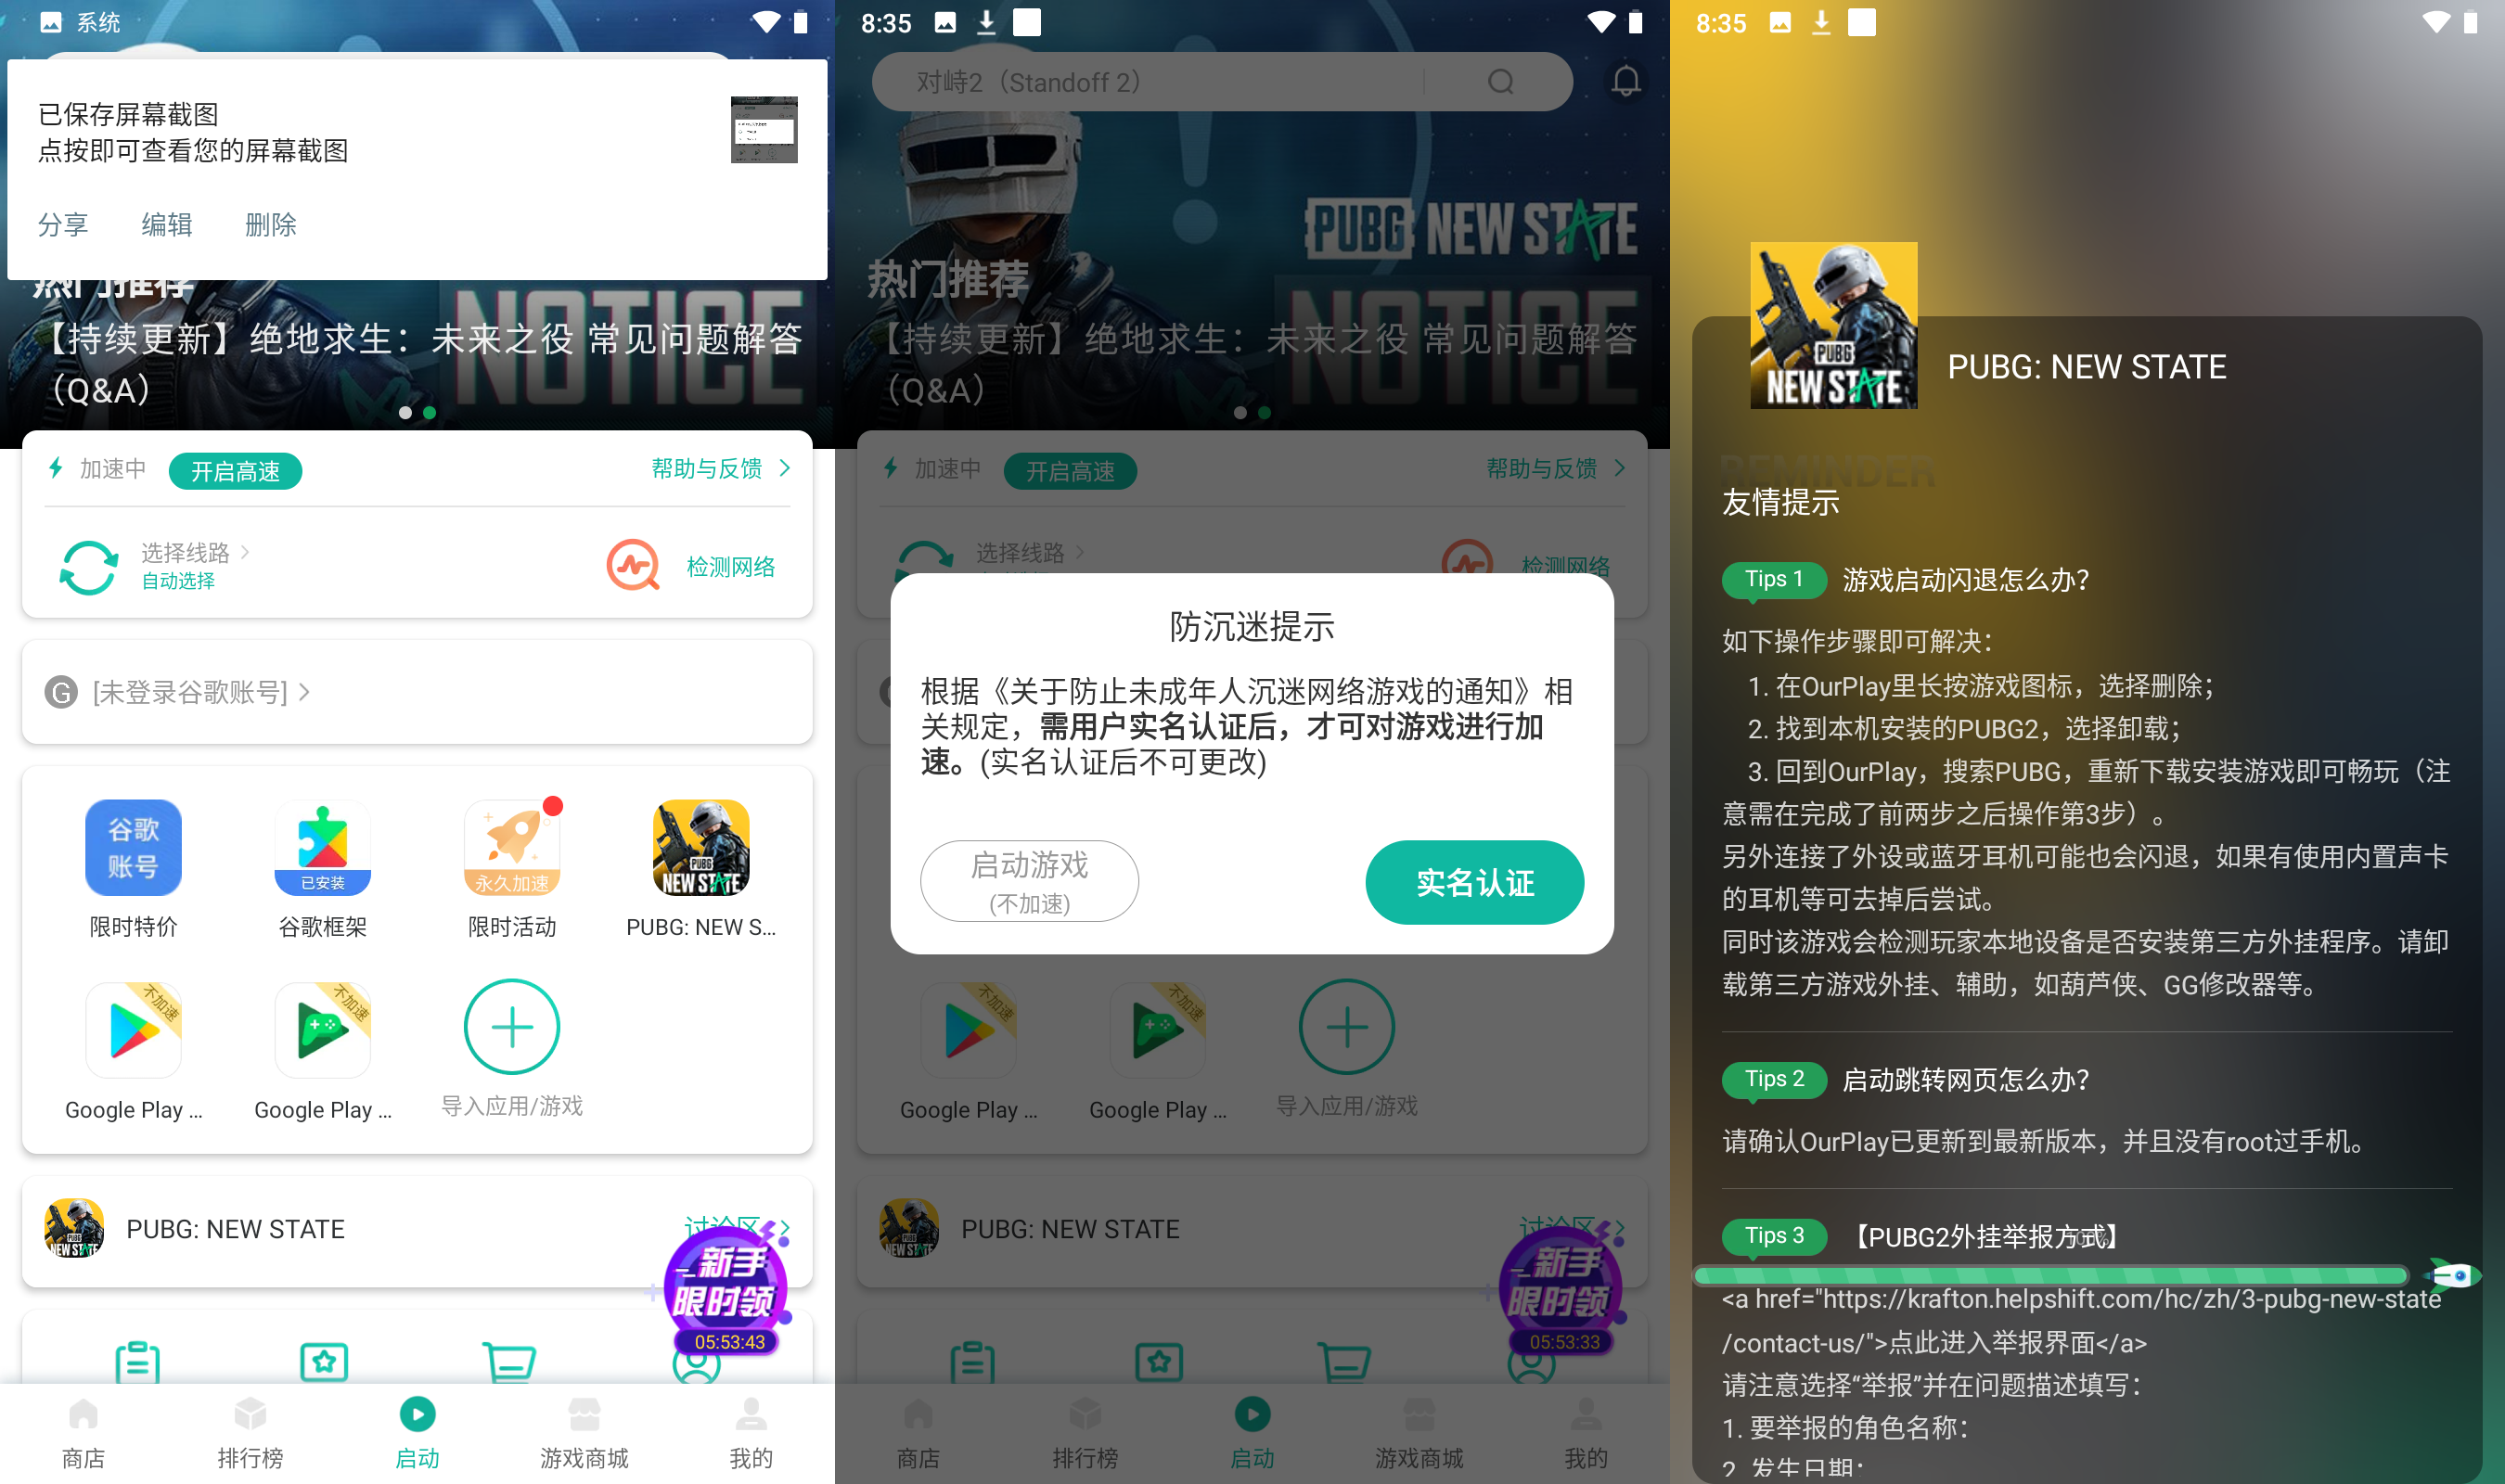 系统
已保存屏幕截图
点按即可查看您的屏幕截图
分享 编辑 删除
热门推荐
NOTICE
【持续更新】绝地求生：未来之役 常见问题解答
（Q&A）
加速中 开启高速 帮助与反馈
选择线路
自动选择
检测网络
G [未登录谷歌账号]
谷歌
账号
已安装
永久加速
PUBG
NEW STATE
限时特价 谷歌框架 限时活动 PUBG: NEW S...
不加速 不加速
Google Play ... Google Play ... 导入应用/游戏
PUBG
NEW STATE
PUBG: NEW STATE 讨论区
新手
限时领
05:53:43
商店 排行榜 启动 游戏商城 我的
8:35
对峙2（Standoff 2）
PUBG NEW STATE
热门推荐
NOTICE
【持续更新】绝地求生：未来之役 常见问题解答
（Q&A）
加速中 开启高速 帮助与反馈
选择线路
检测网络
防沉迷提示
根据《关于防止未成年人沉迷网络游戏的通知》相
关规定，需用户实名认证后，才可对游戏进行加
速。(实名认证后不可更改)
启动游戏
(不加速)
实名认证
不加速 不加速
Google Play ... Google Play ... 导入应用/游戏
PUBG
NEW STATE
PUBG: NEW STATE 讨论区
新手
限时领
05:53:33
商店 排行榜 启动 游戏商城 我的
8:35
PUBG
NEW STATE
PUBG: NEW STATE
REMINDER
友情提示
Tips 1 游戏启动闪退怎么办？
如下操作步骤即可解决：
1. 在OurPlay里长按游戏图标，选择删除；
2. 找到本机安装的PUBG2，选择卸载；
3. 回到OurPlay，搜索PUBG，重新下载安装游戏即可畅玩（注
意需在完成了前两步之后操作第3步）。
另外连接了外设或蓝牙耳机可能也会闪退，如果有使用内置声卡
的耳机等可去掉后尝试。
同时该游戏会检测玩家本地设备是否安装第三方外挂程序。请卸
载第三方游戏外挂、辅助，如葫芦侠、GG修改器等。
Tips 2 启动跳转网页怎么办？
请确认OurPlay已更新到最新版本，并且没有root过手机。
Tips 3 【PUBG2外挂举报方式】
100%
<a href="https://krafton.helpshift.com/hc/zh/3-pubg-new-state
/contact-us/">点此进入举报界面</a>
请注意选择“举报”并在问题描述填写：
1. 要举报的角色名称：
2. 发生日期：